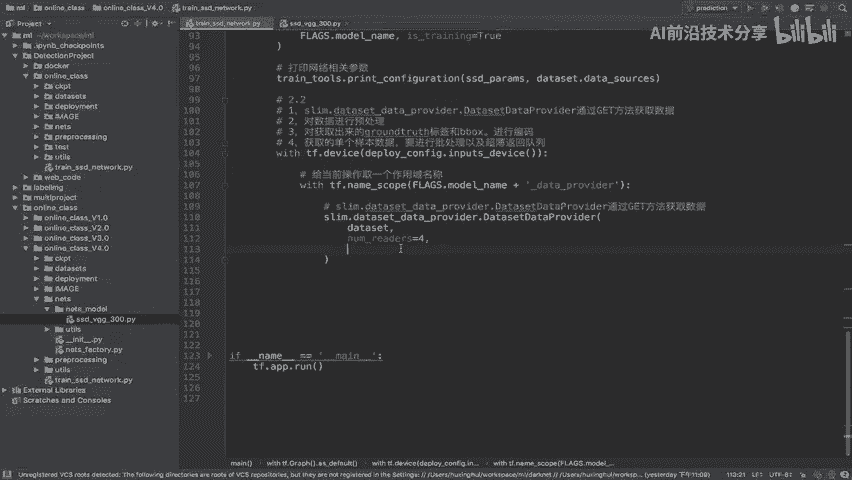 ml
online_class
online_class_V4.0
train_ssd_network.py
prediction
Project
train_ssd_network.py
ssd_vgg_300.py
AI前沿技术分享
bilibili
ml ~/workspace/ml
.ipynb_checkpoints
DetectionProject
docker
online_class
ckpt
datasets
deployment
IMAGE
nets
preprocessing
test
utils
train_ssd_network.py
web_code
labelImg
multiproject
online_class
online_class_V1.0
online_class_V2.0
online_class_V3.0
online_class_V4.0
ckpt
datasets
deployment
IMAGE
nets
nets_model
ssd_vgg_300.py
utils
__init__.py
nets_factory.py
preprocessing
utils
train_ssd_network.py
External Libraries
Scratches and Consoles
93 FLAGS.model_name, is_training=True
94 )
95
96 # 打印网络相关参数
97 train_tools.print_configuration(ssd_params, dataset.data_sources)
98
99 # 2.2
100 # 1、slim.dataset_data_provider.DatasetDataProvider通过GET方法获取数据
101 # 2、对数据进行预处理
102 # 3、对获取出来的groundtruth标签和bbox。进行编码
103 # 4、获取的单个样本数据，要进行批处理以及返回队列
104 with tf.device(deploy_config.inputs_device()):
105
106 # 给当前操作取一个作用域名称
107 with tf.name_scope(FLAGS.model_name + '_data_provider'):
108
109 # slim.dataset_data_provider.DatasetDataProvider通过GET方法获取数据
110 slim.dataset_data_provider.DatasetDataProvider(
111 dataset,
112 num_readers=4,
113
114 )
115
116
117
118
119
120
121
122
123 if __name__ == '__main__':
124 tf.app.run()
125
126
127
main()
with tf.Graph().as_default()
with tf.device(deploy_config.in...
with tf.name_scope(FLAGS.model_...
Unregistered VCS roots detected: The following directories are roots of VCS repositories, but they are not registered in the Settings: // /Users/huxinghui/workspace/ml/darknet // /Users/huxinghui/workspace/... (yesterday 下午11:09)
113:21
LF
UTF-8